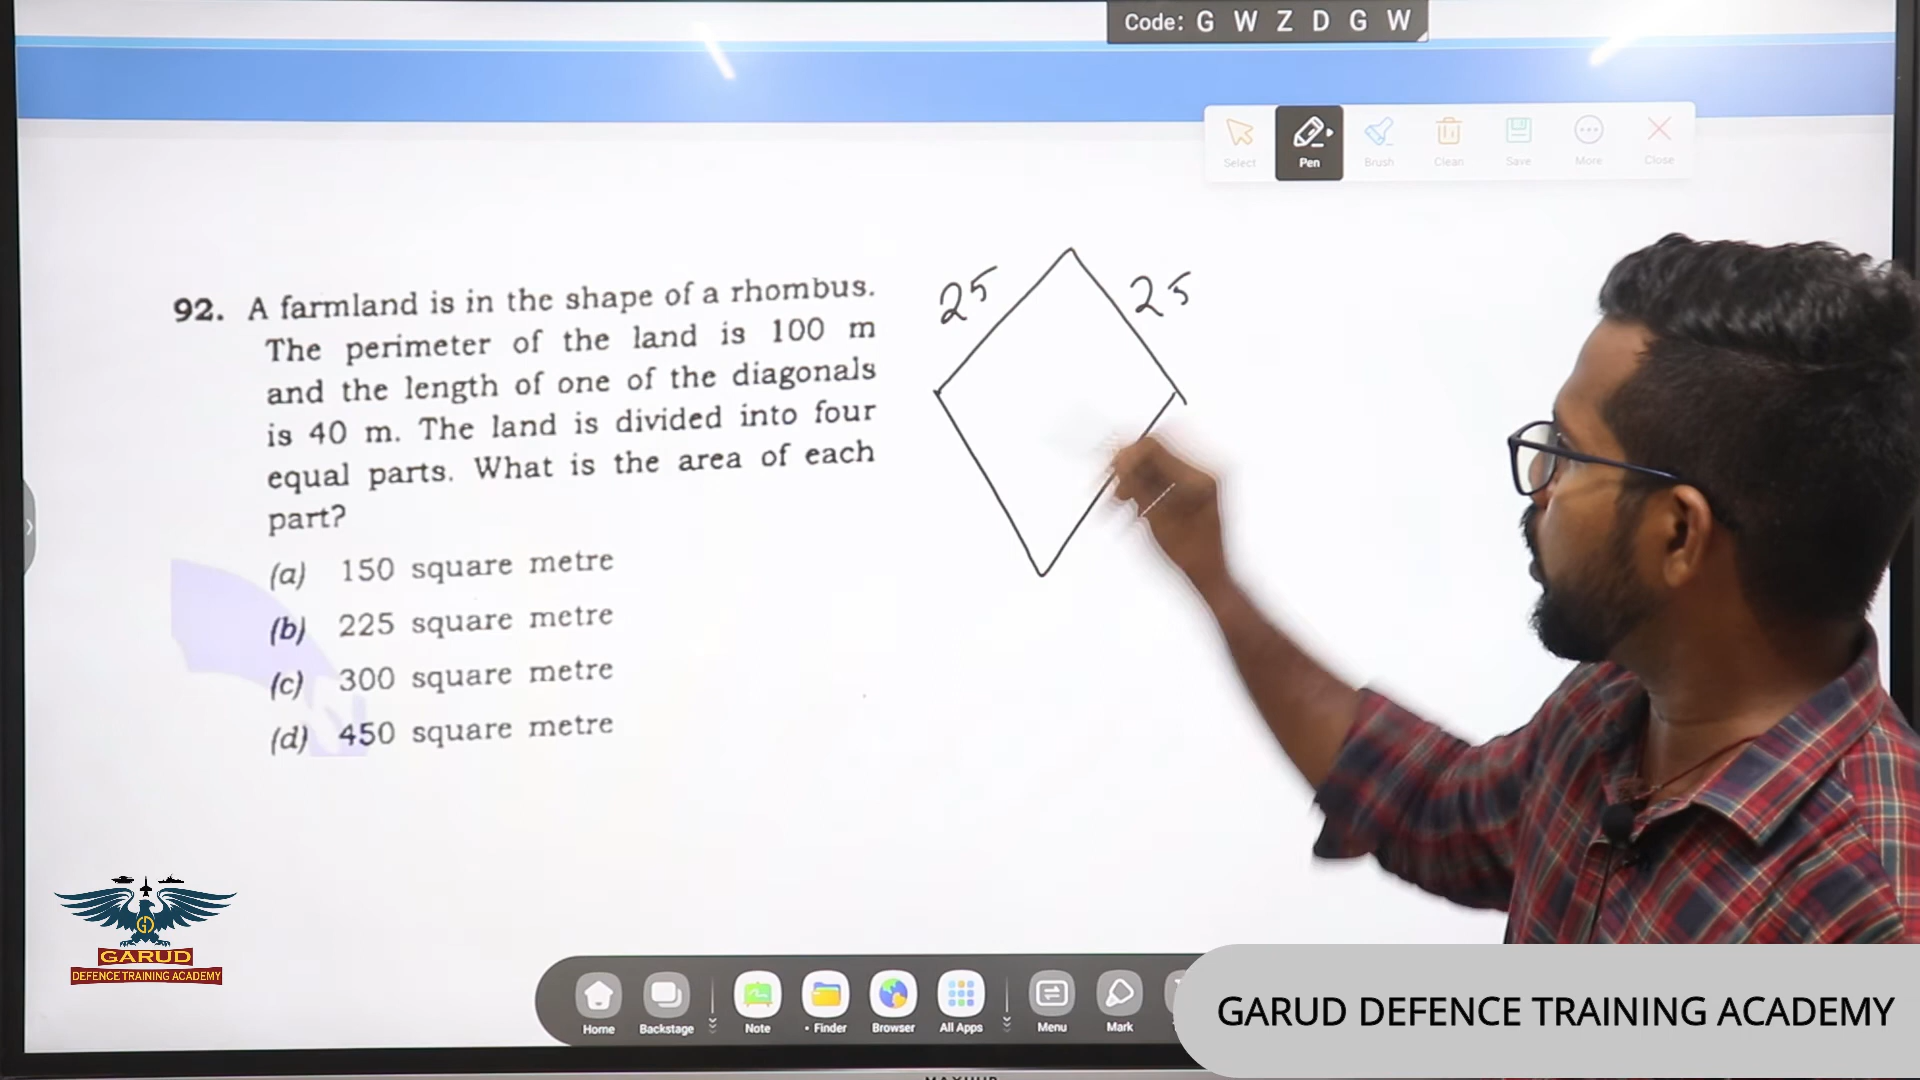 Code: G W Z D G W
Select
Pen
Brush
Clean
Save
More
Close
25
25
92. A farmland is in the shape of a rhombus.
The perimeter of the land is 100 m
and the length of one of the diagonals
is 40 m. The land is divided into four
equal parts. What is the area of each
part?
(a) 150 square metre
(b) 225 square metre
(c) 300 square metre
(d) 450 square metre
GARUD
DEFENCE TRAINING ACADEMY
Home
Backstage
Note
Finder
Browser
All Apps
Menu
Mark
GARUD DEFENCE TRAINING ACADEMY